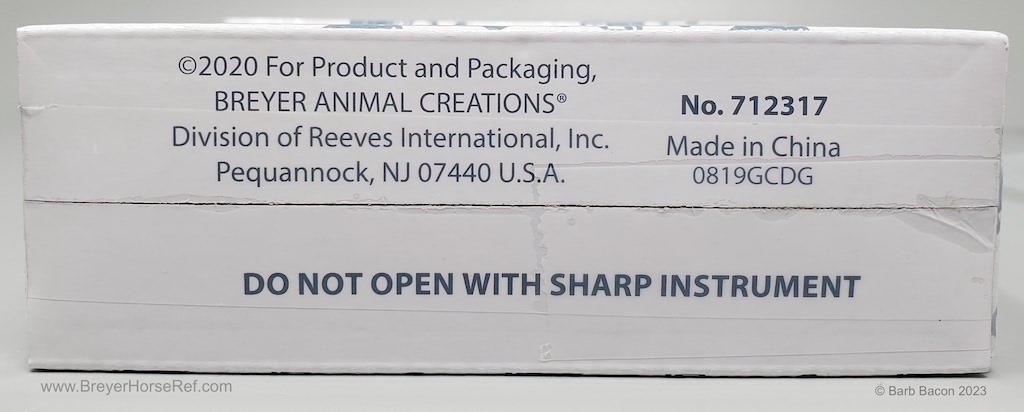 ©2020 For Product and Packaging,
BREYER ANIMAL CREATIONS®
Division of Reeves International, Inc.
Pequannock, NJ 07440 U.S.A.
No. 712317
Made in China
0819GCDG
DO NOT OPEN WITH SHARP INSTRUMENT
www.BreyerHorseRef.com
© Barb Bacon 2023